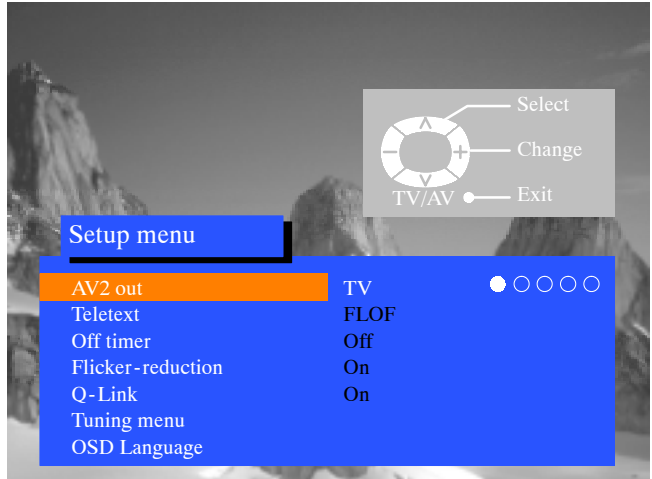 Select
Change
TV/AV Exit
Setup menu
AV2 out TV
Teletext FLOF
Off timer Off
Flicker-reduction On
Q-Link On
Tuning menu
OSD Language